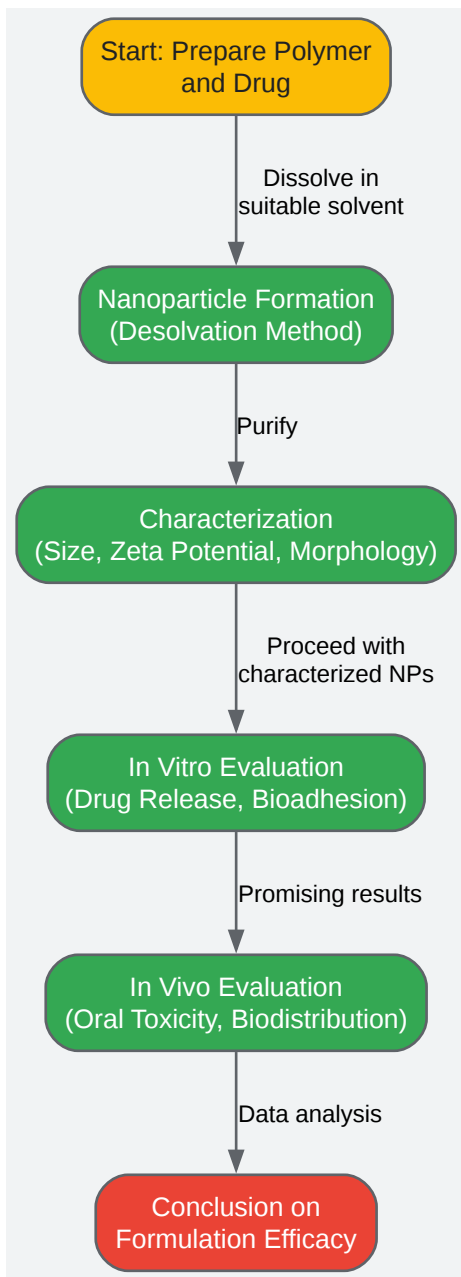 Start: Prepare Polymer
and Drug
Dissolve in
suitable solvent
Nanoparticle Formation
(Desolvation Method)
Purify
Characterization
(Size, Zeta Potential, Morphology)
Proceed with
characterized NPs
In Vitro Evaluation
(Drug Release, Bioadhesion)
Promising results
In Vivo Evaluation
(Oral Toxicity, Biodistribution)
Data analysis
Conclusion on
Formulation Efficacy